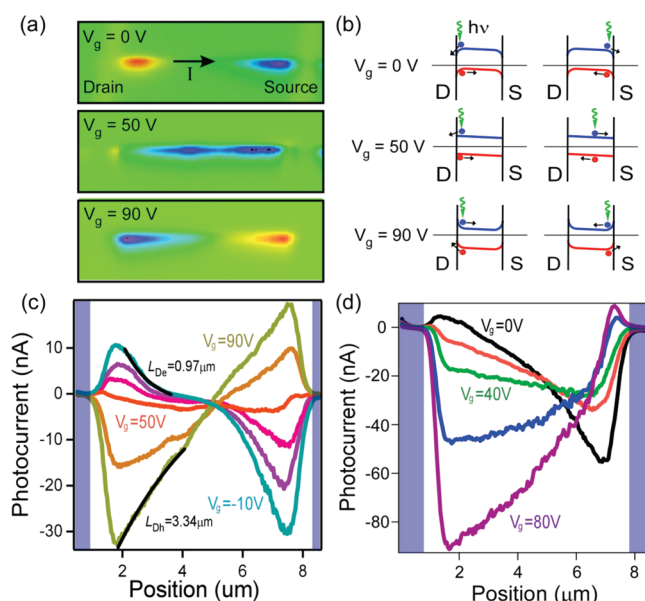 (a)
V_g = 0 V
Drain
I
Source
V_g = 50 V
V_g = 90 V
(b)
hν
V_g = 0 V
D S
D S
V_g = 50 V
D S
D S
V_g = 90 V
D S
D S
(c)
Photocurrent (nA)
20
10
0
-10
-20
-30
L_De=0.97μm
V_g=90V
V_g=50V
V_g=-10V
L_Dh=3.34μm
2 4 6 8
Position (um)
(d)
Photocurrent (nA)
0
-20
-40
-60
-80
V_g=0V
V_g=40V
V_g=80V
2 4 6 8
Position (μm)